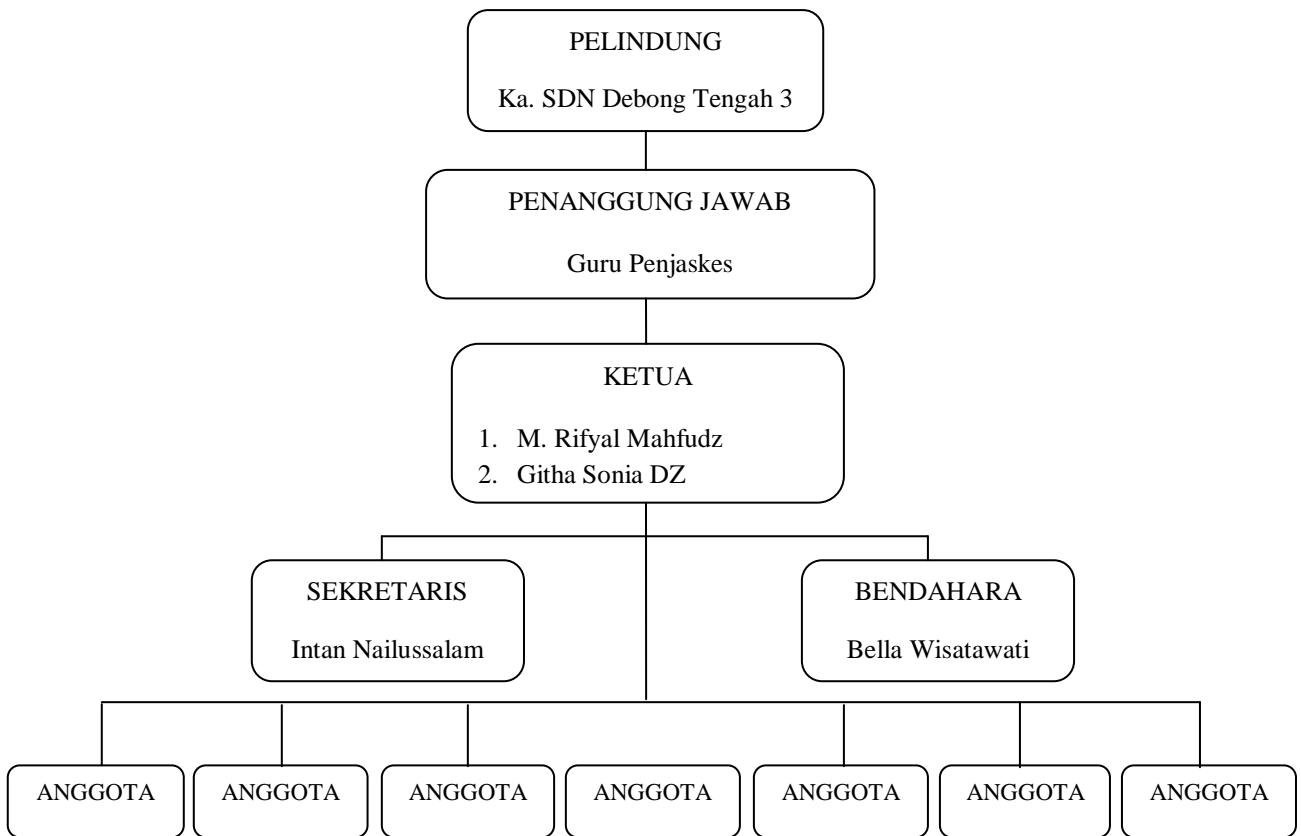 PELINDUNG
Ka. SDN Debong Tengah 3
PENANGGUNG JAWAB
Guru Penjaskes
KETUA
1. M. Rifyal Mahfudz
2. Githa Sonia DZ
SEKRETARIS
Intan Nailussalam
BENDAHARA
Bella Wisatawati
ANGGOTA
ANGGOTA
ANGGOTA
ANGGOTA
ANGGOTA
ANGGOTA
ANGGOTA